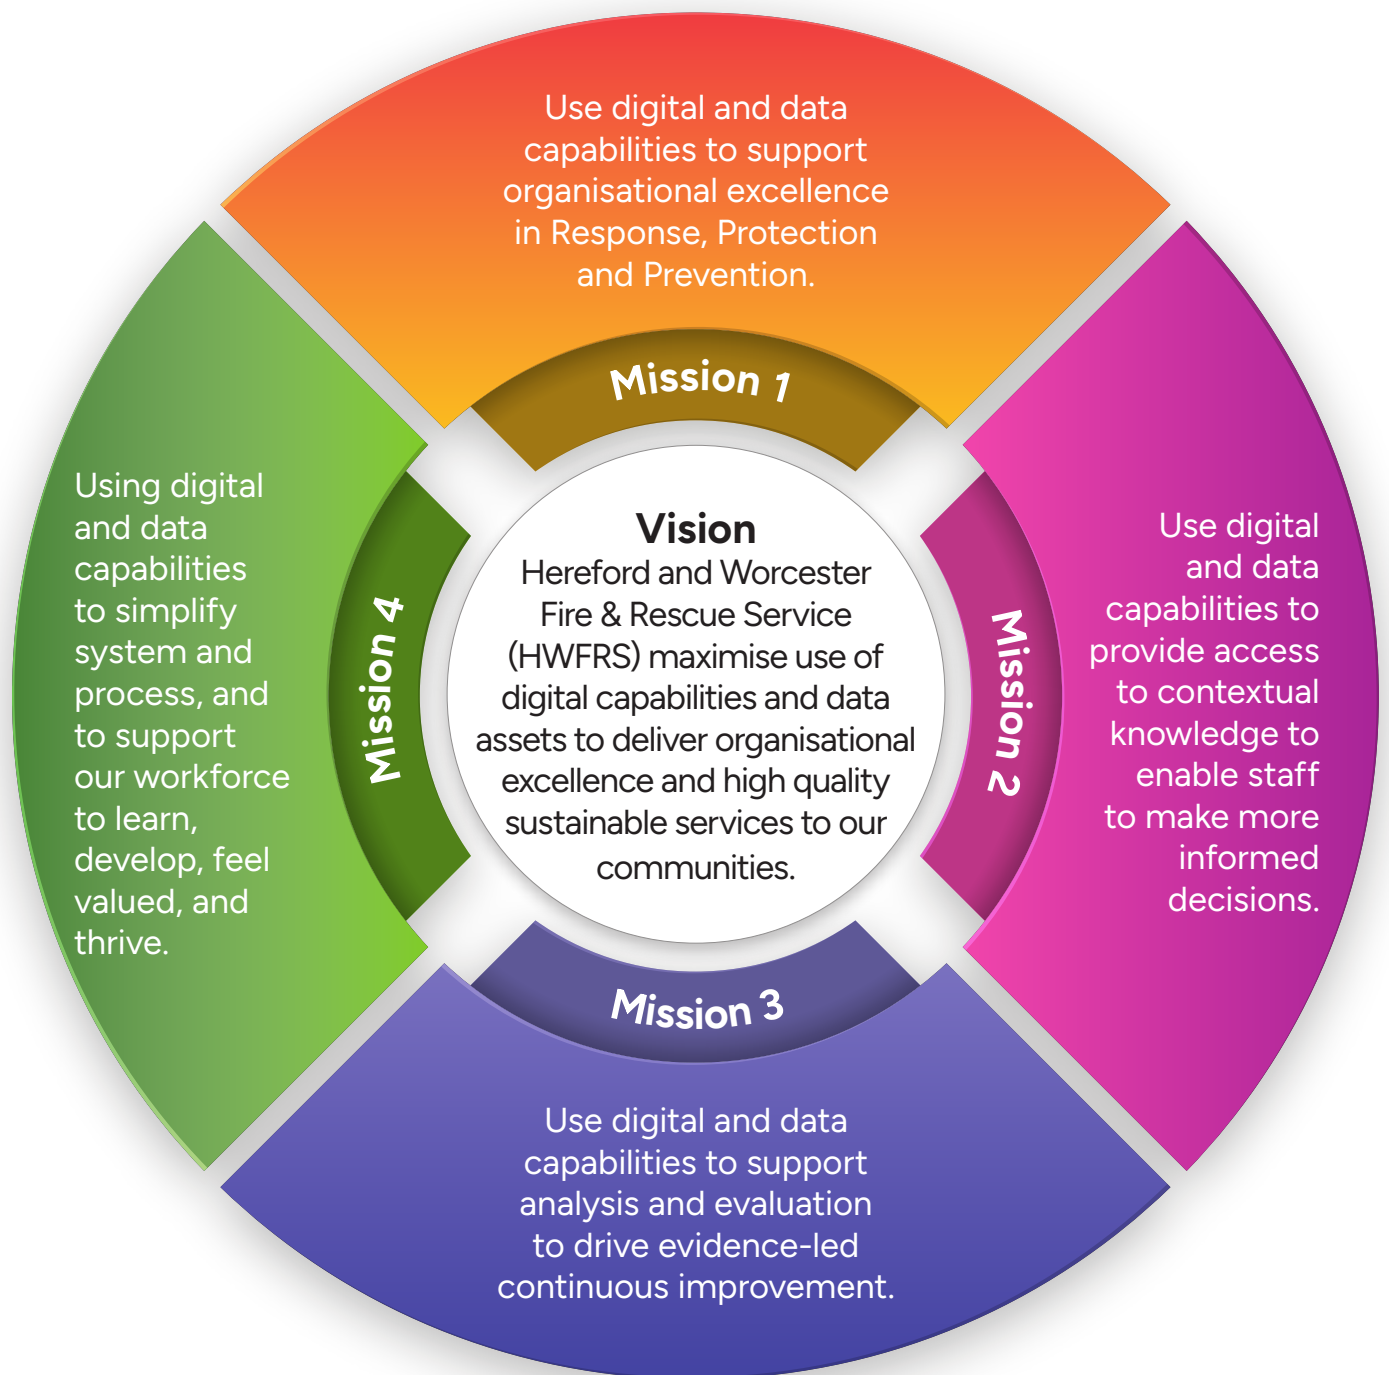 Use digital and data
capabilities to support
organisational excellence
in Response, Protection
and Prevention.
Mission 1
Use digital
and data
capabilities to
provide access
to contextual
knowledge to
enable staff
to make more
informed
decisions.
Mission 2
Use digital and data
capabilities to support
analysis and evaluation
to drive evidence-led
continuous improvement.
Mission 3
Using digital
and data
capabilities
to simplify
system and
process, and
to support
our workforce
to learn,
develop, feel
valued, and
thrive.
Mission 4
Vision
Hereford and Worcester
Fire & Rescue Service
(HWFRS) maximise use of
digital capabilities and data
assets to deliver organisational
excellence and high quality
sustainable services to our
communities.